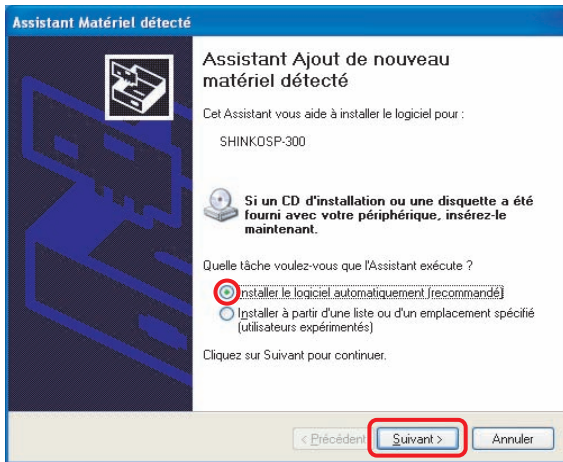 Assistant Matériel détecté
Assistant Ajout de nouveau
matériel détecté
Cet Assistant vous aide à installer le logiciel pour :
SHINKOSP-300
Si un CD d'installation ou une disquette a été
fourni avec votre périphérique, insérez-le
maintenant.
Quelle tâche voulez-vous que l'Assistant exécute ?
Installer le logiciel automatiquement (recommandé)
Installer à partir d'une liste ou d'un emplacement spécifié
(utilisateurs expérimentés)
Cliquez sur Suivant pour continuer.
< Précédent Suivant > Annuler